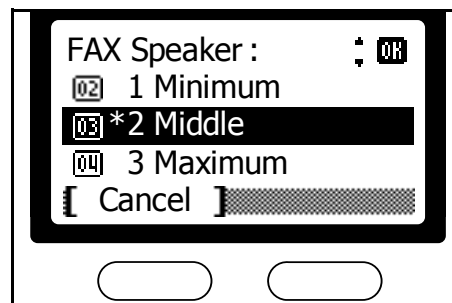 FAX Speaker : OK
02 1 Minimum
03 *2 Middle
04 3 Maximum
[ Cancel ]